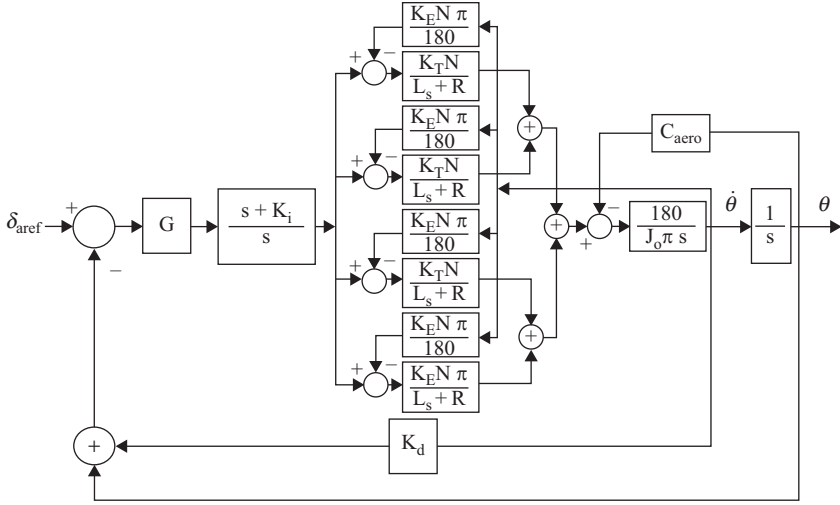 K_E N π
180
+
−
K_T N
L_s + R
+
K_E N π
180
C_aero
+
−
K_T N
L_s + R
+
−
δ_aref
G
s + K_i
s
K_E N π
180
+
+
180
J_o π s
θ̇
1
s
θ
−
+
−
K_T N
L_s + R
K_E N π
180
+
+
−
K_E N π
L_s + R
+
K_d